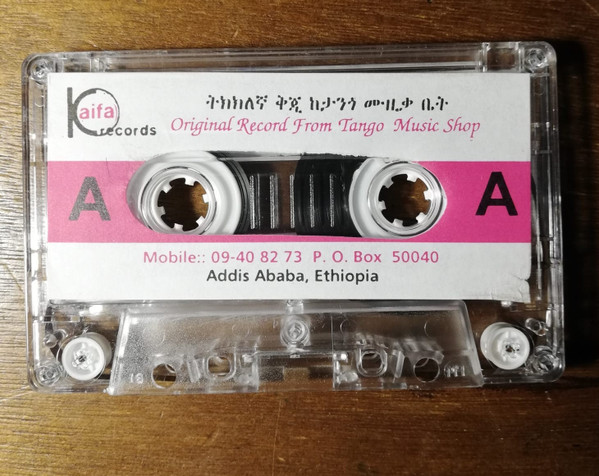 Kaifa
records
ትክክለኛ ቅጂ ከታንጎ ሙዚቃ ቤት
Original Record From Tango Music Shop
A
A
Mobile:: 09-40 82 73 P. O. Box 50040
Addis Ababa, Ethiopia